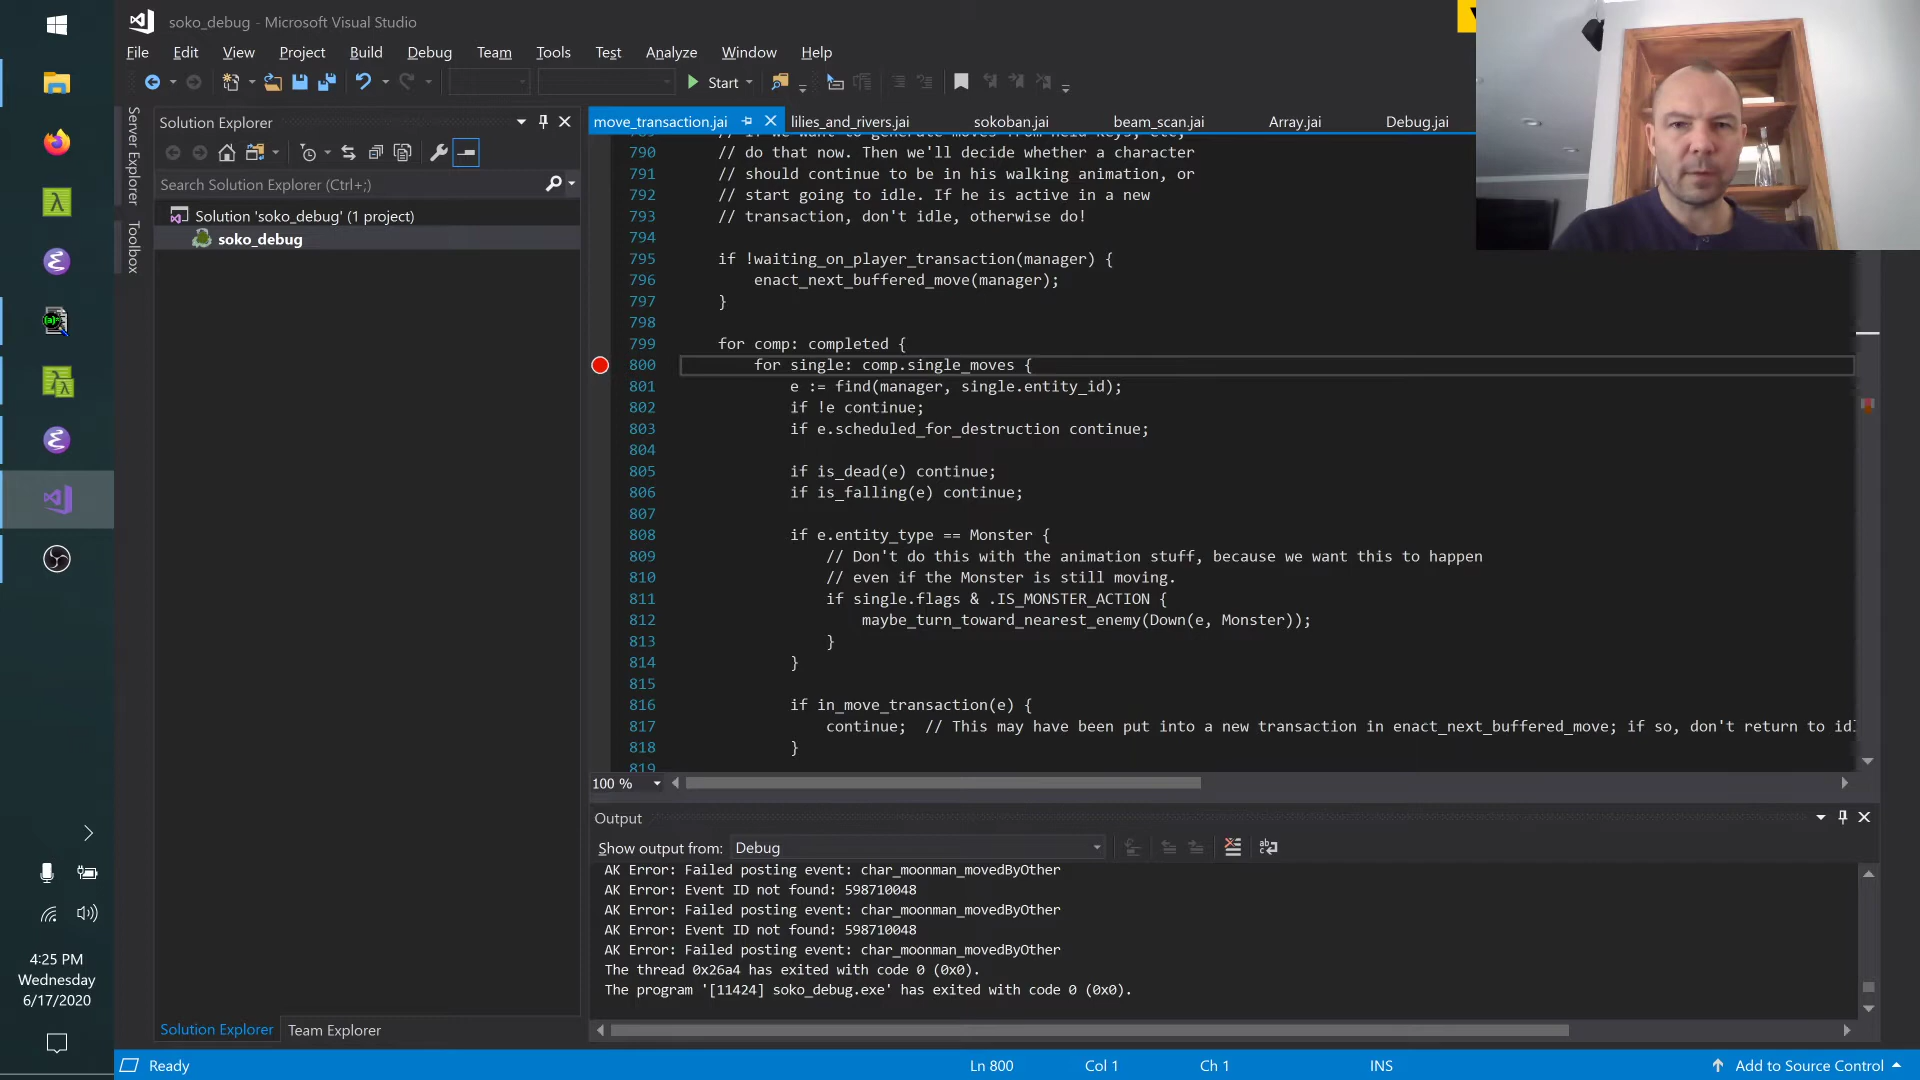 soko_debug - Microsoft Visual Studio
File Edit View Project Build Debug Team Tools Test Analyze Window Help
Start
Server Explorer
Toolbox
Solution Explorer
Search Solution Explorer (Ctrl+;)
Solution 'soko_debug' (1 project)
soko_debug
Solution Explorer Team Explorer
move_transaction.jai lilies_and_rivers.jai sokoban.jai beam_scan.jai Array.jai Debug.jai
790 // do that now. Then we'll decide whether a character
791 // should continue to be in his walking animation, or
792 // start going to idle. If he is active in a new
793 // transaction, don't idle, otherwise do!
794
795 if !waiting_on_player_transaction(manager) {
796 enact_next_buffered_move(manager);
797 }
798
799 for comp: completed {
800 for single: comp.single_moves {
801 e := find(manager, single.entity_id);
802 if !e continue;
803 if e.scheduled_for_destruction continue;
804
805 if is_dead(e) continue;
806 if is_falling(e) continue;
807
808 if e.entity_type == Monster {
809 // Don't do this with the animation stuff, because we want this to happen
810 // even if the Monster is still moving.
811 if single.flags & .IS_MONSTER_ACTION {
812 maybe_turn_toward_nearest_enemy(Down(e, Monster));
813 }
814 }
815
816 if in_move_transaction(e) {
817 continue; // This may have been put into a new transaction in enact_next_buffered_move; if so, don't return to idl
818 }
819
100 %
Output
Show output from: Debug
AK Error: Failed posting event: char_moonman_movedByOther
AK Error: Event ID not found: 598710048
AK Error: Failed posting event: char_moonman_movedByOther
AK Error: Event ID not found: 598710048
AK Error: Failed posting event: char_moonman_movedByOther
The thread 0x26a4 has exited with code 0 (0x0).
The program '[11424] soko_debug.exe' has exited with code 0 (0x0).
4:25 PM
Wednesday
6/17/2020
Ready Ln 800 Col 1 Ch 1 INS Add to Source Control